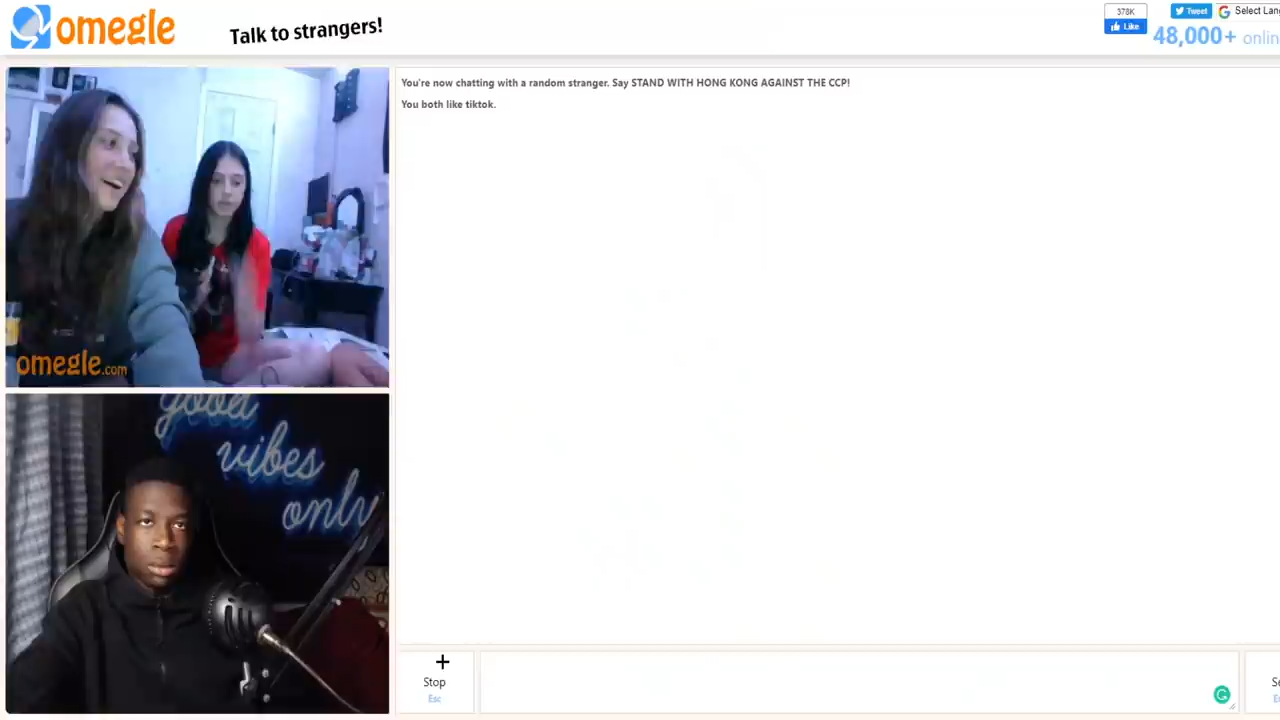 omegle
Talk to strangers!
378K
Like
Tweet
Select Lang
48,000+ online
You're now chatting with a random stranger. Say STAND WITH HONG KONG AGAINST THE CCP!
You both like tiktok.
omegle.com
good
vibes
only
Stop
Esc